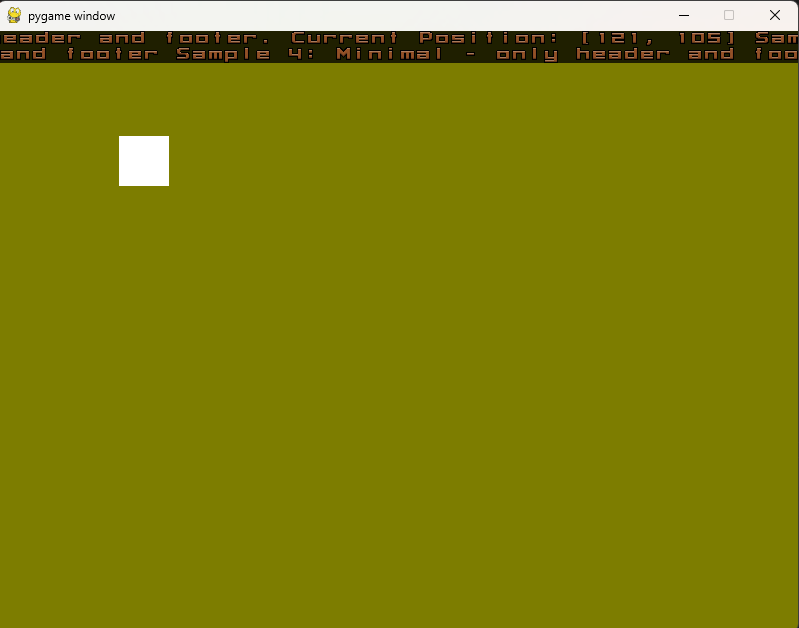 pygame window
eader and footer. Current Position: [121, 105] Sam
and footer Sample 4: Minimal - only header and foo